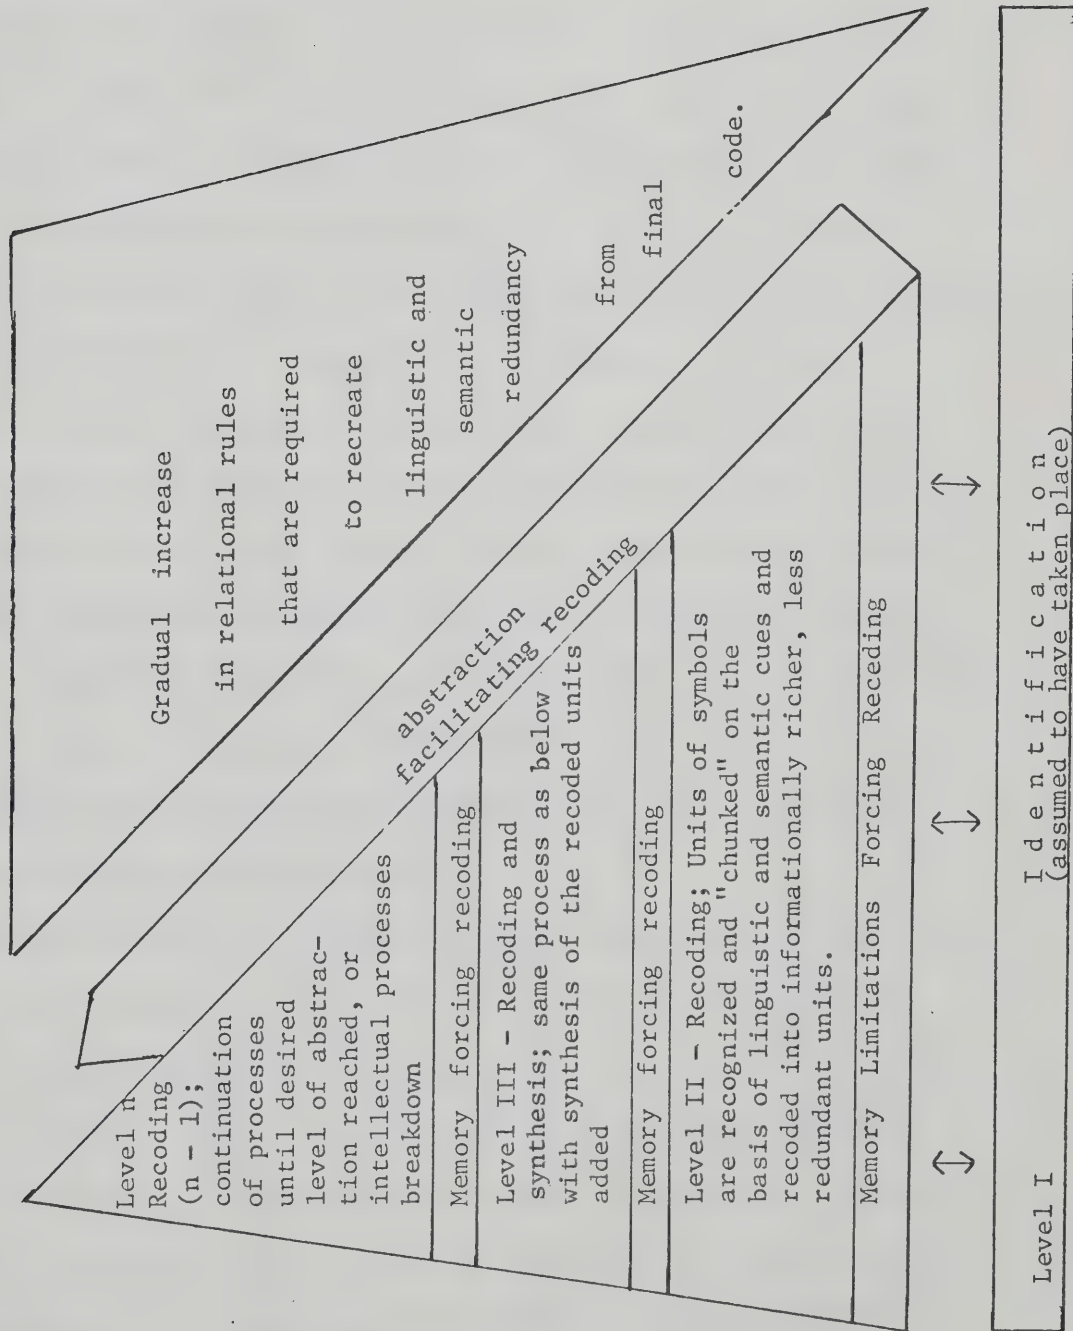 Gradual increase
in relational rules
that are required
to recreate
linguistic and
semantic
redundancy
from
final
code.
abstraction
facilitating recoding
Level n
Recoding
(n - 1);
continuation
of processes
until desired
level of abstrac-
tion reached, or
intellectual processes
breakdown
Memory forcing recoding
Level III - Recoding and
synthesis; same process as below
with synthesis of the recoded units
added
Memory forcing recoding
Level II - Recoding; Units of symbols
are recognized and "chunked" on the
basis of linguistic and semantic cues and
recoded into informationally richer, less
redundant units.
Memory Limitations Forcing Receding
Level I
I d e n t i f i c a t i o n
(assumed to have taken place)